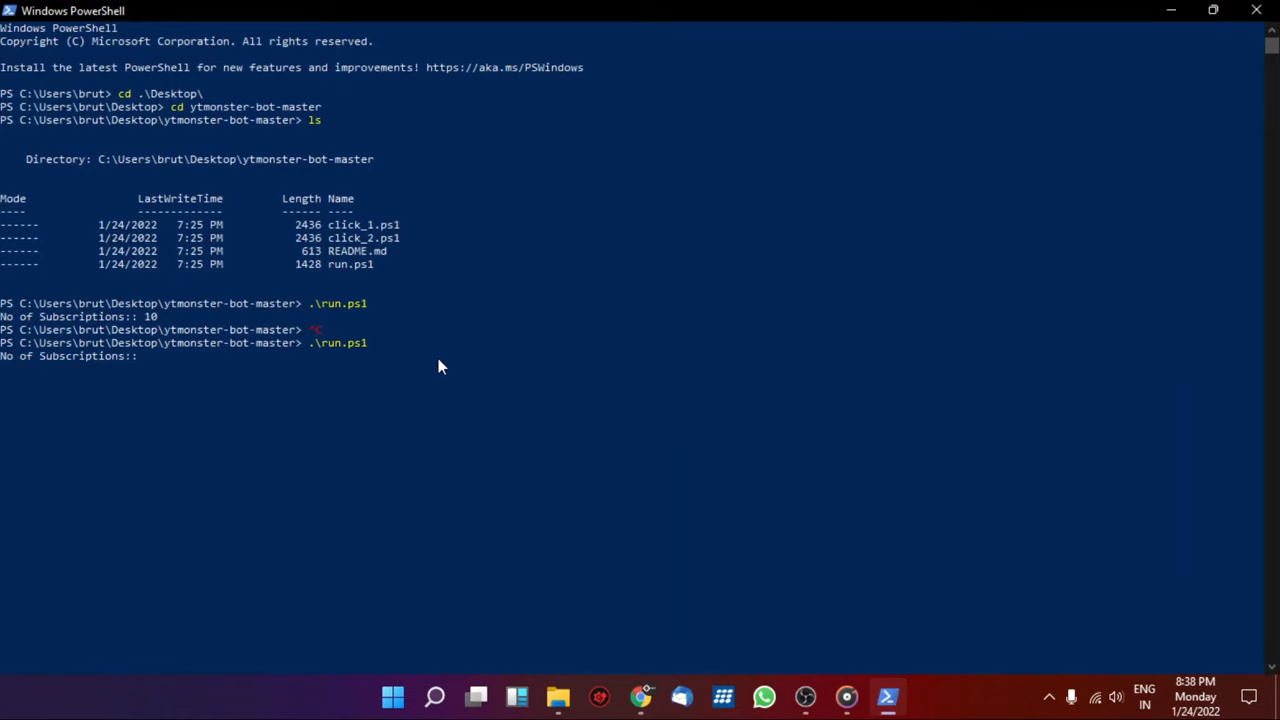 Windows PowerShell
Windows PowerShell
Copyright (C) Microsoft Corporation. All rights reserved.
Install the latest PowerShell for new features and improvements! https://aka.ms/PSWindows
PS C:\Users\brut> cd .\Desktop\
PS C:\Users\brut\Desktop> cd ytmonster-bot-master
PS C:\Users\brut\Desktop\ytmonster-bot-master> ls
Directory: C:\Users\brut\Desktop\ytmonster-bot-master
Mode LastWriteTime Length Name
---- ------------- ------ ----
------ 1/24/2022 7:25 PM 2436 click_1.ps1
------ 1/24/2022 7:25 PM 2436 click_2.ps1
------ 1/24/2022 7:25 PM 613 README.md
------ 1/24/2022 7:25 PM 1428 run.ps1
PS C:\Users\brut\Desktop\ytmonster-bot-master> .\run.ps1
No of Subscriptions:: 10
PS C:\Users\brut\Desktop\ytmonster-bot-master> ^C
PS C:\Users\brut\Desktop\ytmonster-bot-master> .\run.ps1
No of Subscriptions::
ENG
IN
8:38 PM
Monday
1/24/2022